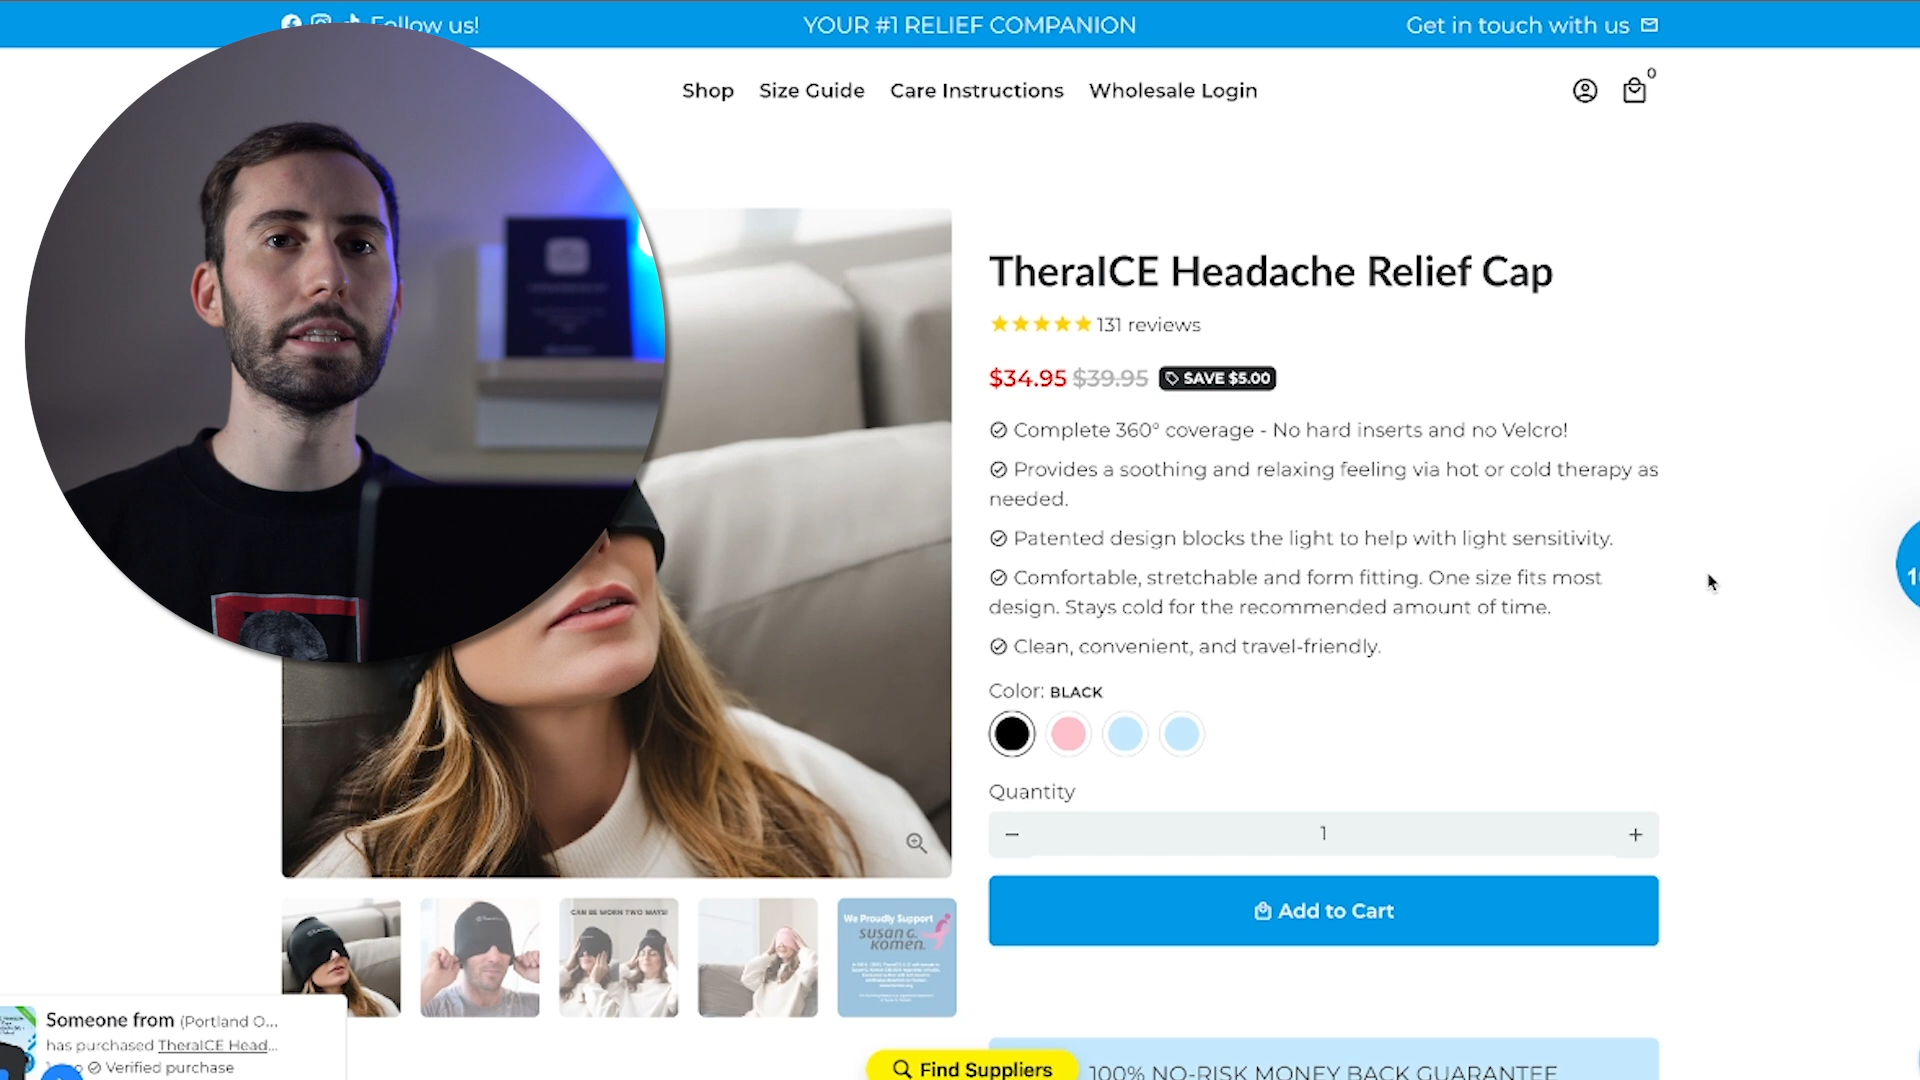 Follow us!
YOUR #1 RELIEF COMPANION
Get in touch with us
Shop
Size Guide
Care Instructions
Wholesale Login
0
TheraICE Headache Relief Cap
131 reviews
$34.95 $39.95 SAVE $5.00
Complete 360° coverage - No hard inserts and no Velcro!
Provides a soothing and relaxing feeling via hot or cold therapy as
needed.
Patented design blocks the light to help with light sensitivity.
Comfortable, stretchable and form fitting. One size fits most
design. Stays cold for the recommended amount of time.
Clean, convenient, and travel-friendly.
Color: BLACK
Quantity
− 1 +
Add to Cart
CAN BE WORN TWO WAYS!
We Proudly Support
susan G.
komen.
Someone from (Portland O...
has purchased TheraICE Head...
Verified purchase
Find Suppliers
100% NO-RISK MONEY BACK GUARANTEE